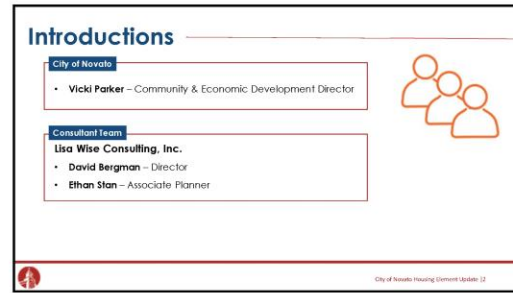 Introductions
City of Novato
• Vicki Parker – Community & Economic Development Director
Consultant Team
Lisa Wise Consulting, Inc.
• David Bergman – Director
• Ethan Stan – Associate Planner
City of Novato Housing Element Update |2